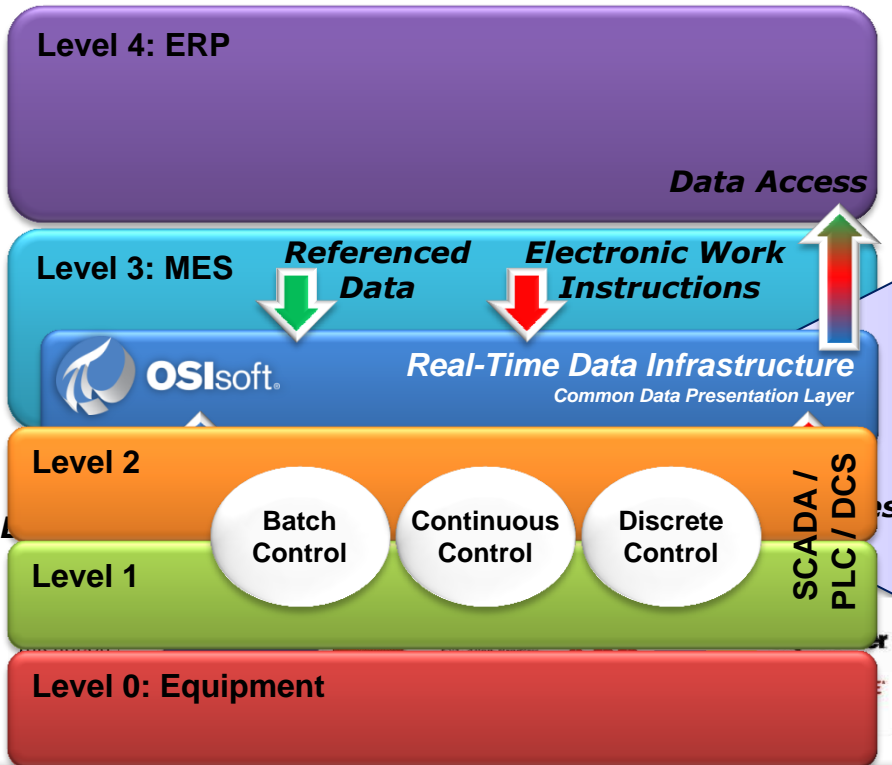 Level 4: ERP
Data Access
Level 3: MES
Referenced
Data
Electronic Work
Instructions
OSIsoft.
Real-Time Data Infrastructure
Common Data Presentation Layer
Level 2
SCADA /
PLC / DCS
Batch
Control
Continuous
Control
Discrete
Control
Level 1
Level 0: Equipment